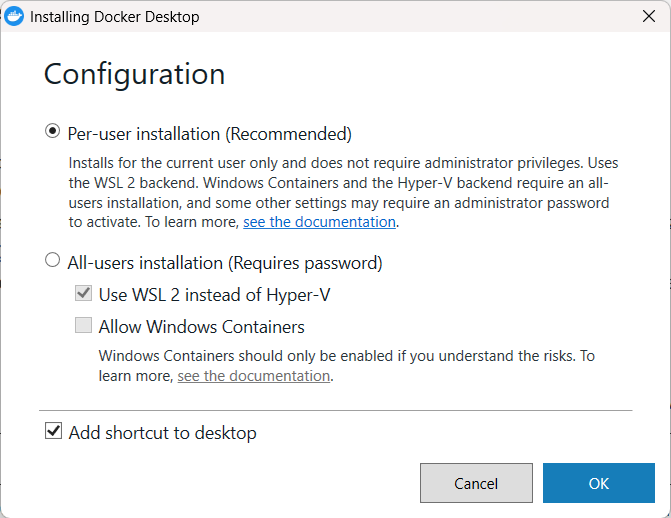 Installing Docker Desktop
Configuration
Per-user installation (Recommended)
Installs for the current user only and does not require administrator privileges. Uses
the WSL 2 backend. Windows Containers and the Hyper-V backend require an all-
users installation, and some other settings may require an administrator password
to activate. To learn more, see the documentation.
All-users installation (Requires password)
Use WSL 2 instead of Hyper-V
Allow Windows Containers
Windows Containers should only be enabled if you understand the risks. To
learn more, see the documentation.
Add shortcut to desktop
Cancel
OK